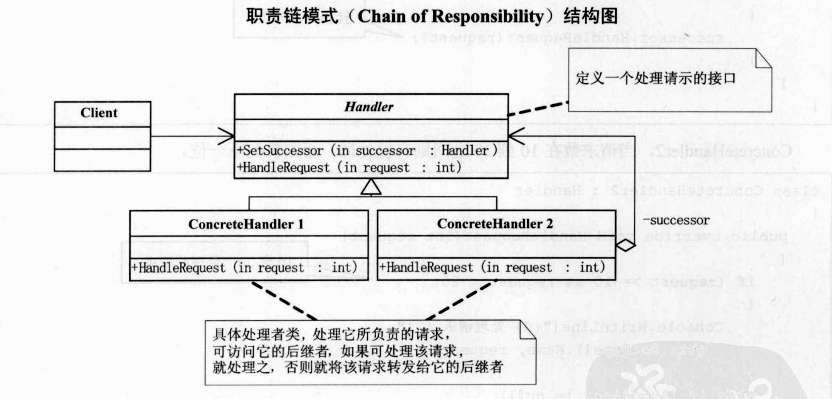 职责链模式（Chain of Responsibility）结构图
定义一个处理请示的接口
Client
Handler
+SetSuccessor (in successor : Handler)
+HandleRequest (in request : int)
ConcreteHandler 1
+HandleRequest (in request : int)
ConcreteHandler 2
+HandleRequest (in request : int)
-successor
具体处理者类，处理它所负责的请求，
可访问它的后继者，如果可处理该请求，
就处理之，否则就将该请求转发给它的后继者